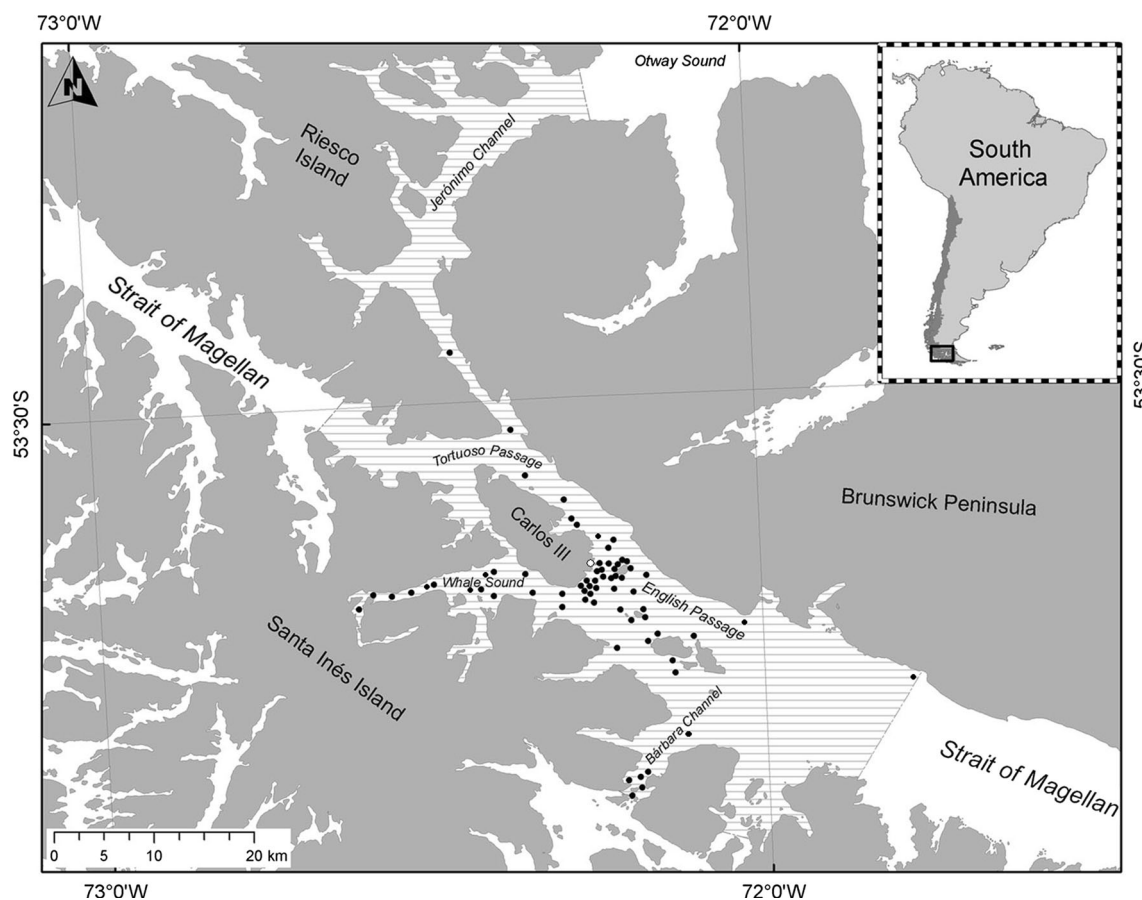 73°0'W
72°0'W
Otway Sound
N
South
America
Riesco
Island
Jerónimo Channel
Strait of Magellan
53°30'S
53°30'S
Tortuoso Passage
Brunswick Peninsula
Carlos III
Whale Sound
English Passage
Santa Inés Island
Bárbara Channel
Strait of Magellan
0 5 10 20 km
73°0'W
72°0'W